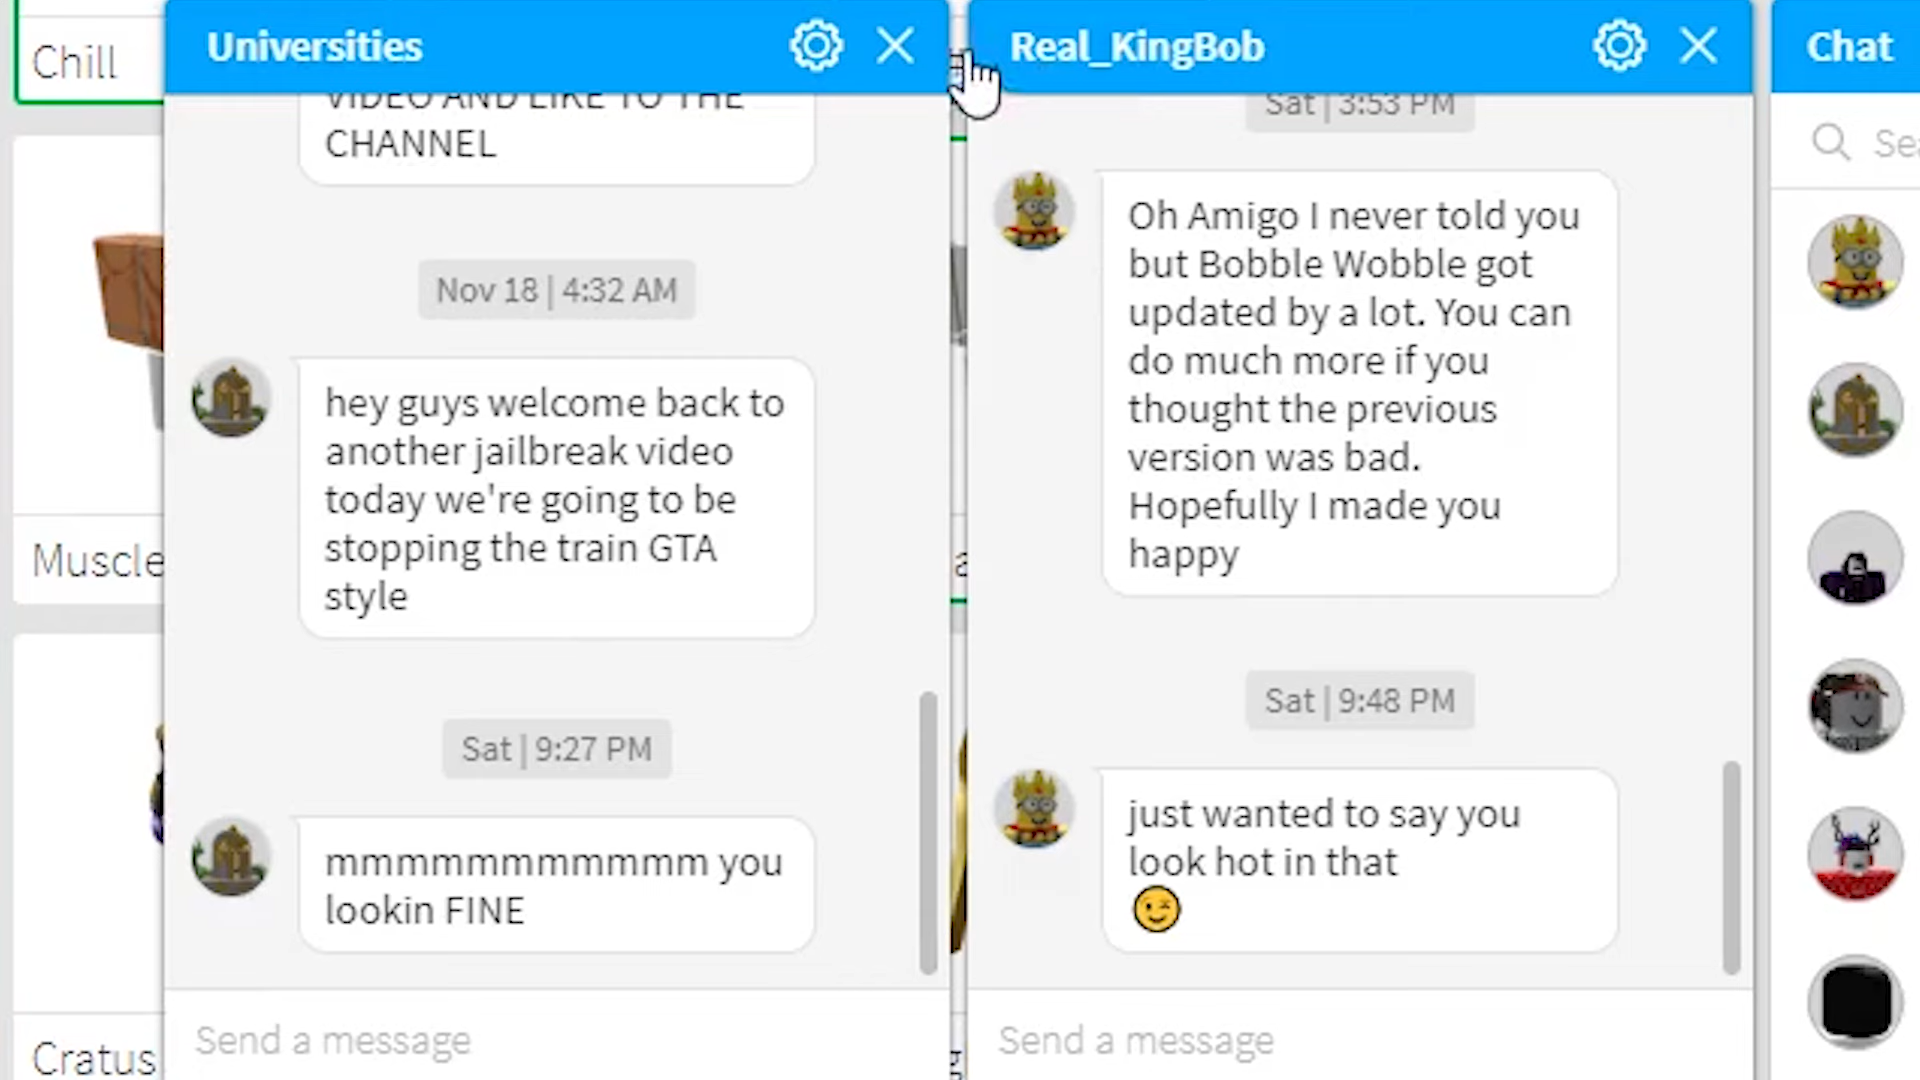 Chill
Muscle
Cratus
Universities
VIDEO AND LIKE TO THE
CHANNEL
Nov 18 | 4:32 AM
hey guys welcome back to
another jailbreak video
today we're going to be
stopping the train GTA
style
Sat | 9:27 PM
mmmmmmmmmmm you
lookin FINE
Send a message
Real_KingBob
Sat | 3:53 PM
Oh Amigo I never told you
but Bobble Wobble got
updated by a lot. You can
do much more if you
thought the previous
version was bad.
Hopefully I made you
happy
Sat | 9:48 PM
just wanted to say you
look hot in that
😉
Send a message
Chat